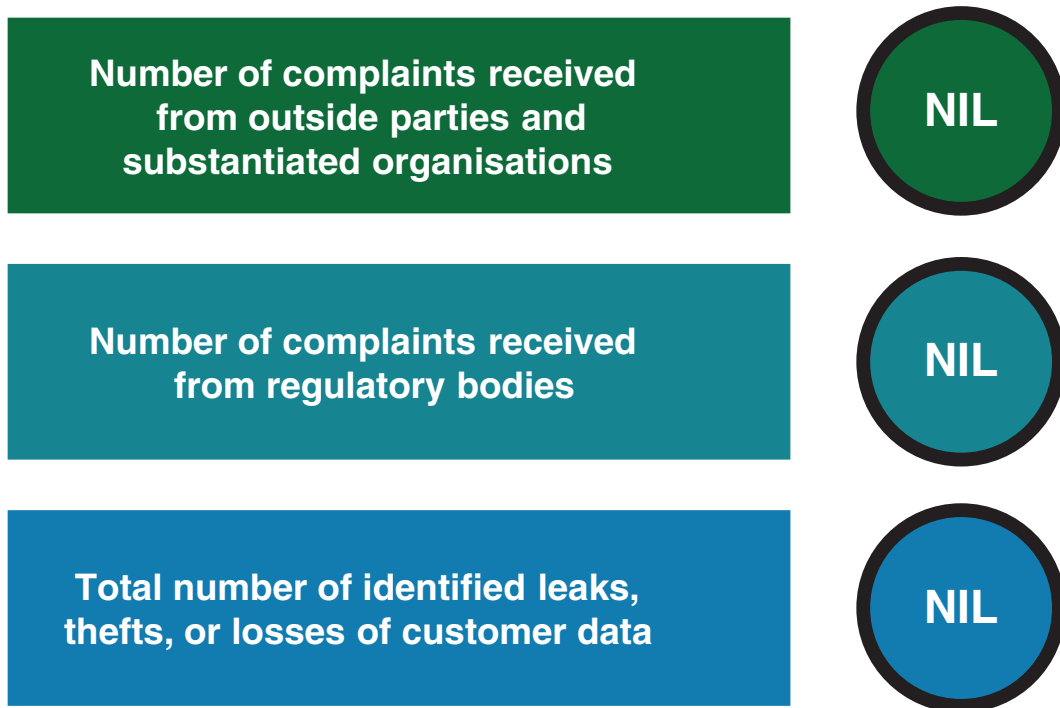 Number of complaints received
from outside parties and
substantiated organisations
NIL
Number of complaints received
from regulatory bodies
NIL
Total number of identified leaks,
thefts, or losses of customer data
NIL